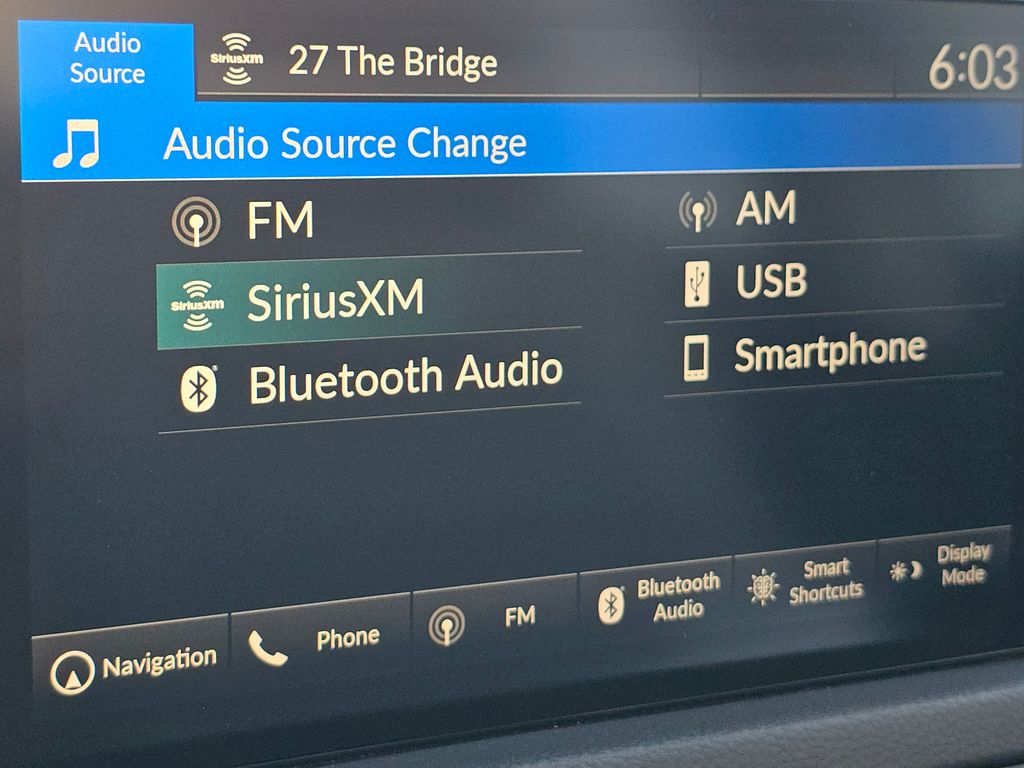 Audio
Source
SiriusXM
27 The Bridge
6:03
Audio Source Change
FM
AM
SiriusXM
SiriusXM
USB
Bluetooth Audio
Smartphone
Navigation
Phone
FM
Bluetooth
Audio
Smart
Shortcuts
Display
Mode